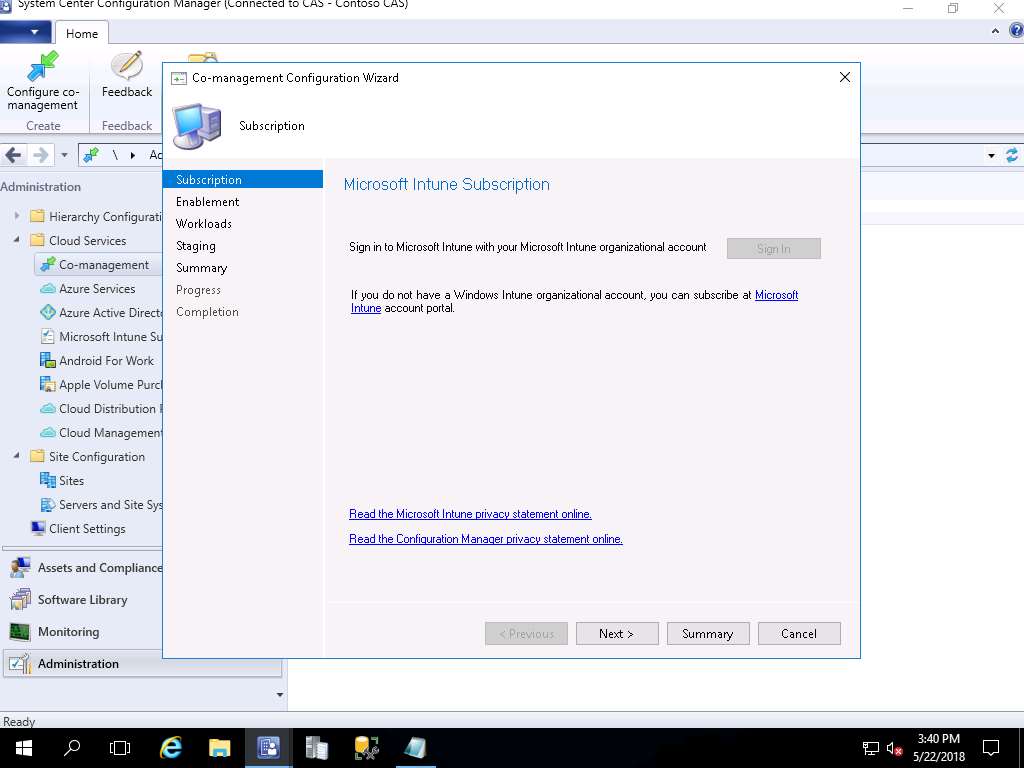 System Center Configuration Manager (Connected to CAS - Contoso CAS)
Home
Configure co-
management
Feedback
Create
Feedback
\
Ac
Administration
Hierarchy Configurati
Cloud Services
Co-management
Azure Services
Azure Active Directo
Microsoft Intune Su
Android For Work
Apple Volume Purch
Cloud Distribution P
Cloud Management
Site Configuration
Sites
Servers and Site Sys
Client Settings
Assets and Compliance
Software Library
Monitoring
Administration
Co-management Configuration Wizard
Subscription
Subscription
Enablement
Workloads
Staging
Summary
Progress
Completion
Microsoft Intune Subscription
Sign in to Microsoft Intune with your Microsoft Intune organizational account
Sign In
If you do not have a Windows Intune organizational account, you can subscribe at Microsoft
Intune account portal.
Read the Microsoft Intune privacy statement online.
Read the Configuration Manager privacy statement online.
< Previous
Next >
Summary
Cancel
Ready
3:40 PM
5/22/2018